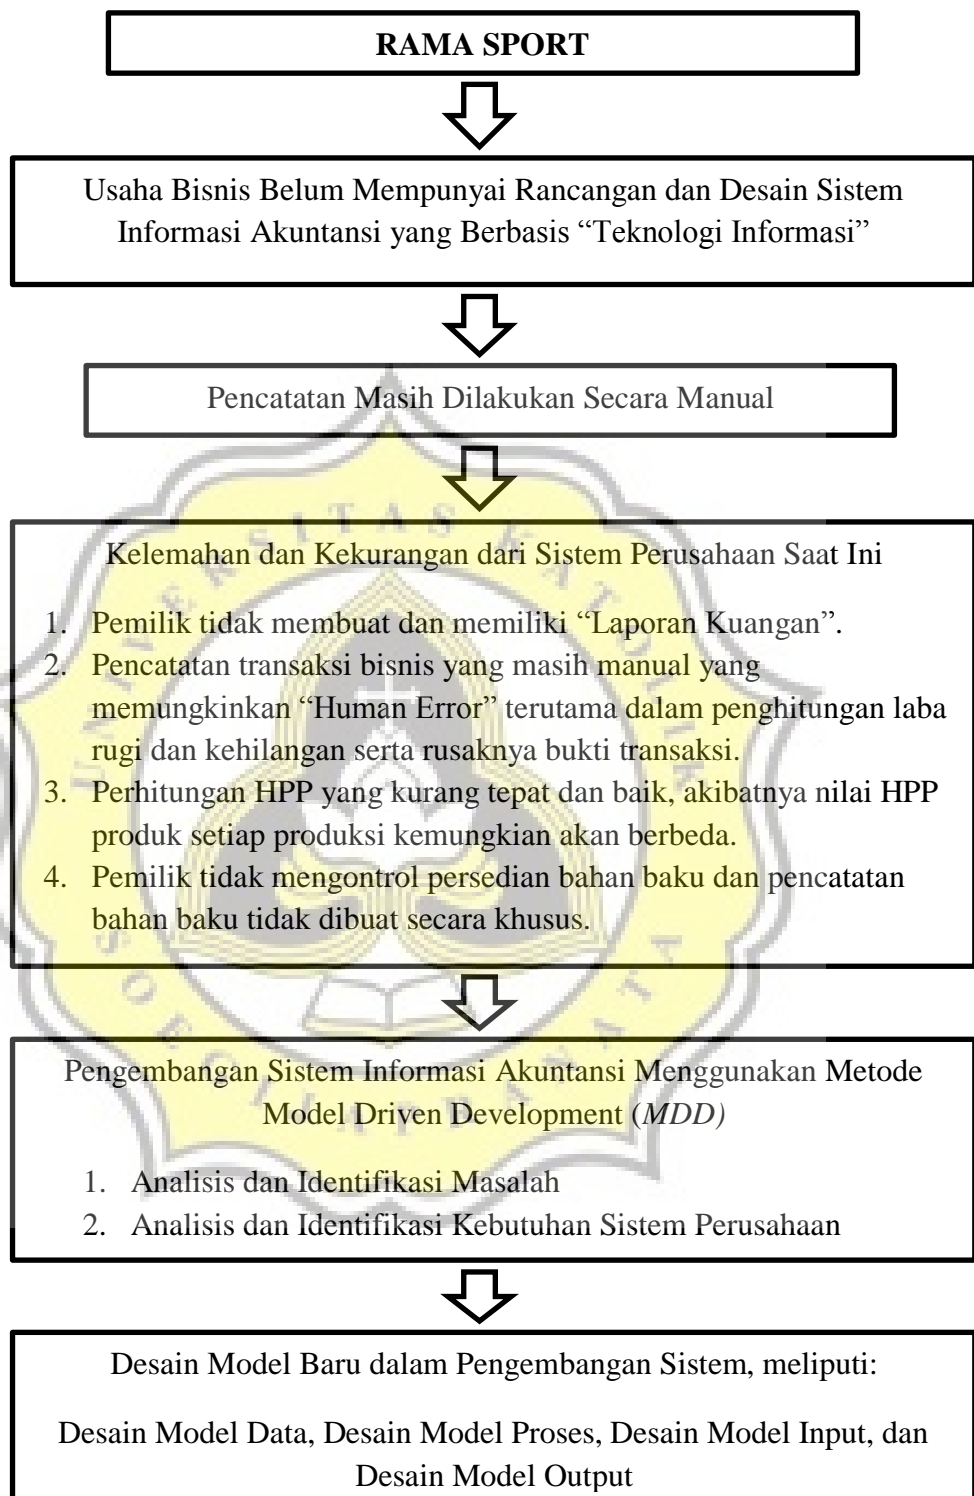 RAMA SPORT
Usaha Bisnis Belum Mempunyai Rancangan dan Desain Sistem
Informasi Akuntansi yang Berbasis “Teknologi Informasi”
Pencatatan Masih Dilakukan Secara Manual
Kelemahan dan Kekurangan dari Sistem Perusahaan Saat Ini
1. Pemilik tidak membuat dan memiliki “Laporan Kuangan”.
2. Pencatatan transaksi bisnis yang masih manual yang
memungkinkan “Human Error” terutama dalam penghitungan laba
rugi dan kehilangan serta rusaknya bukti transaksi.
3. Perhitungan HPP yang kurang tepat dan baik, akibatnya nilai HPP
produk setiap produksi kemungkian akan berbeda.
4. Pemilik tidak mengontrol persedian bahan baku dan pencatatan
bahan baku tidak dibuat secara khusus.
Pengembangan Sistem Informasi Akuntansi Menggunakan Metode
Model Driven Development (MDD)
1. Analisis dan Identifikasi Masalah
2. Analisis dan Identifikasi Kebutuhan Sistem Perusahaan
Desain Model Baru dalam Pengembangan Sistem, meliputi:
Desain Model Data, Desain Model Proses, Desain Model Input, dan
Desain Model Output
UNIVERSITAS KATOLIK
SOEGIJAPRANATA